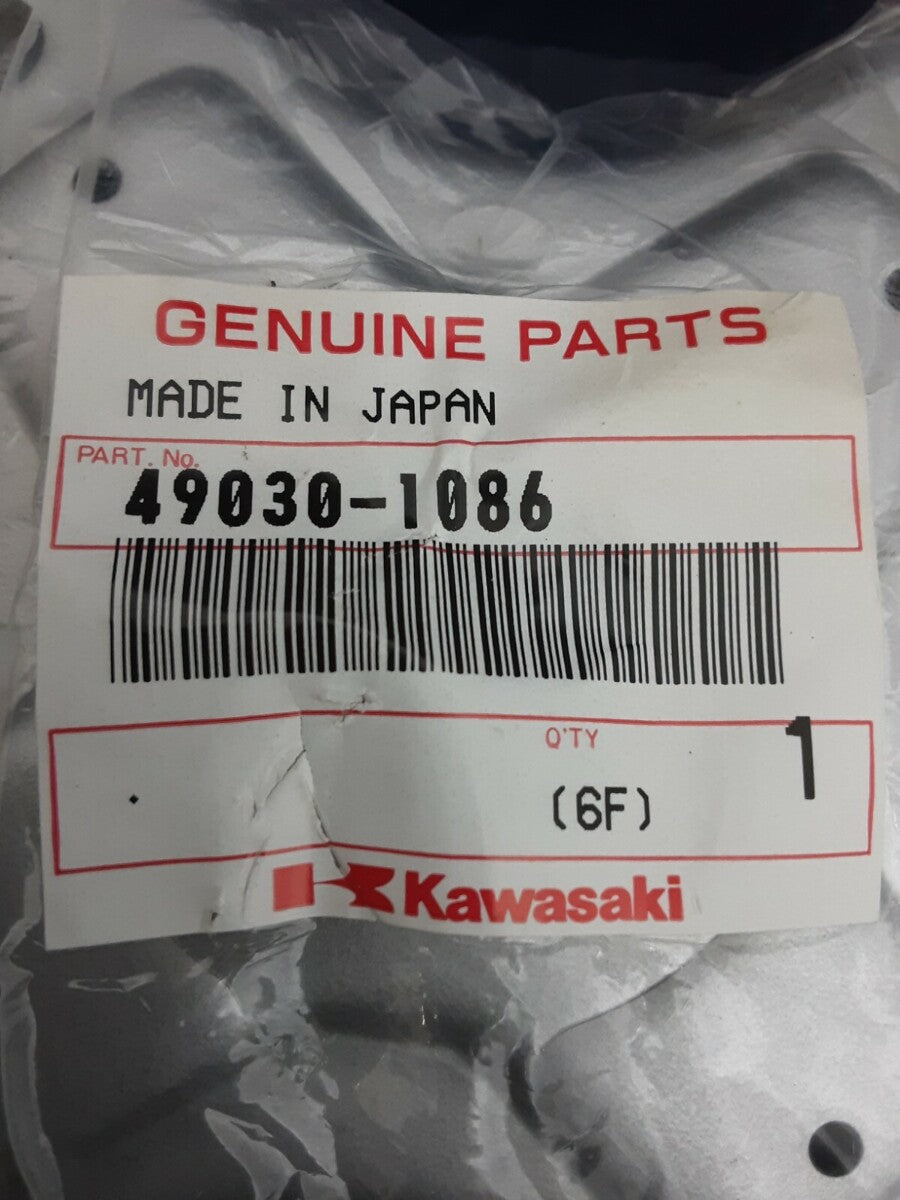 GENUINE PARTS
MADE IN JAPAN
PART. No.
49030-1086
Q'TY
1
(6F)
Kawasaki